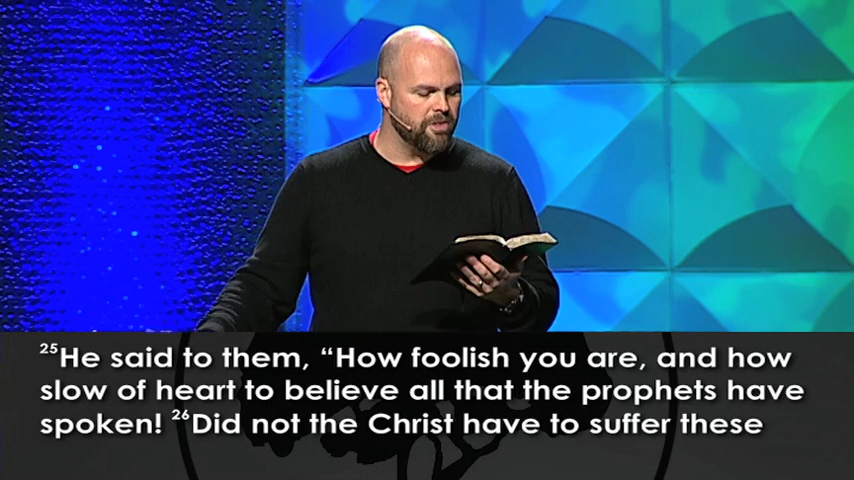 ²⁵He said to them, “How foolish you are, and how
slow of heart to believe all that the prophets have
spoken! ²⁶Did not the Christ have to suffer these